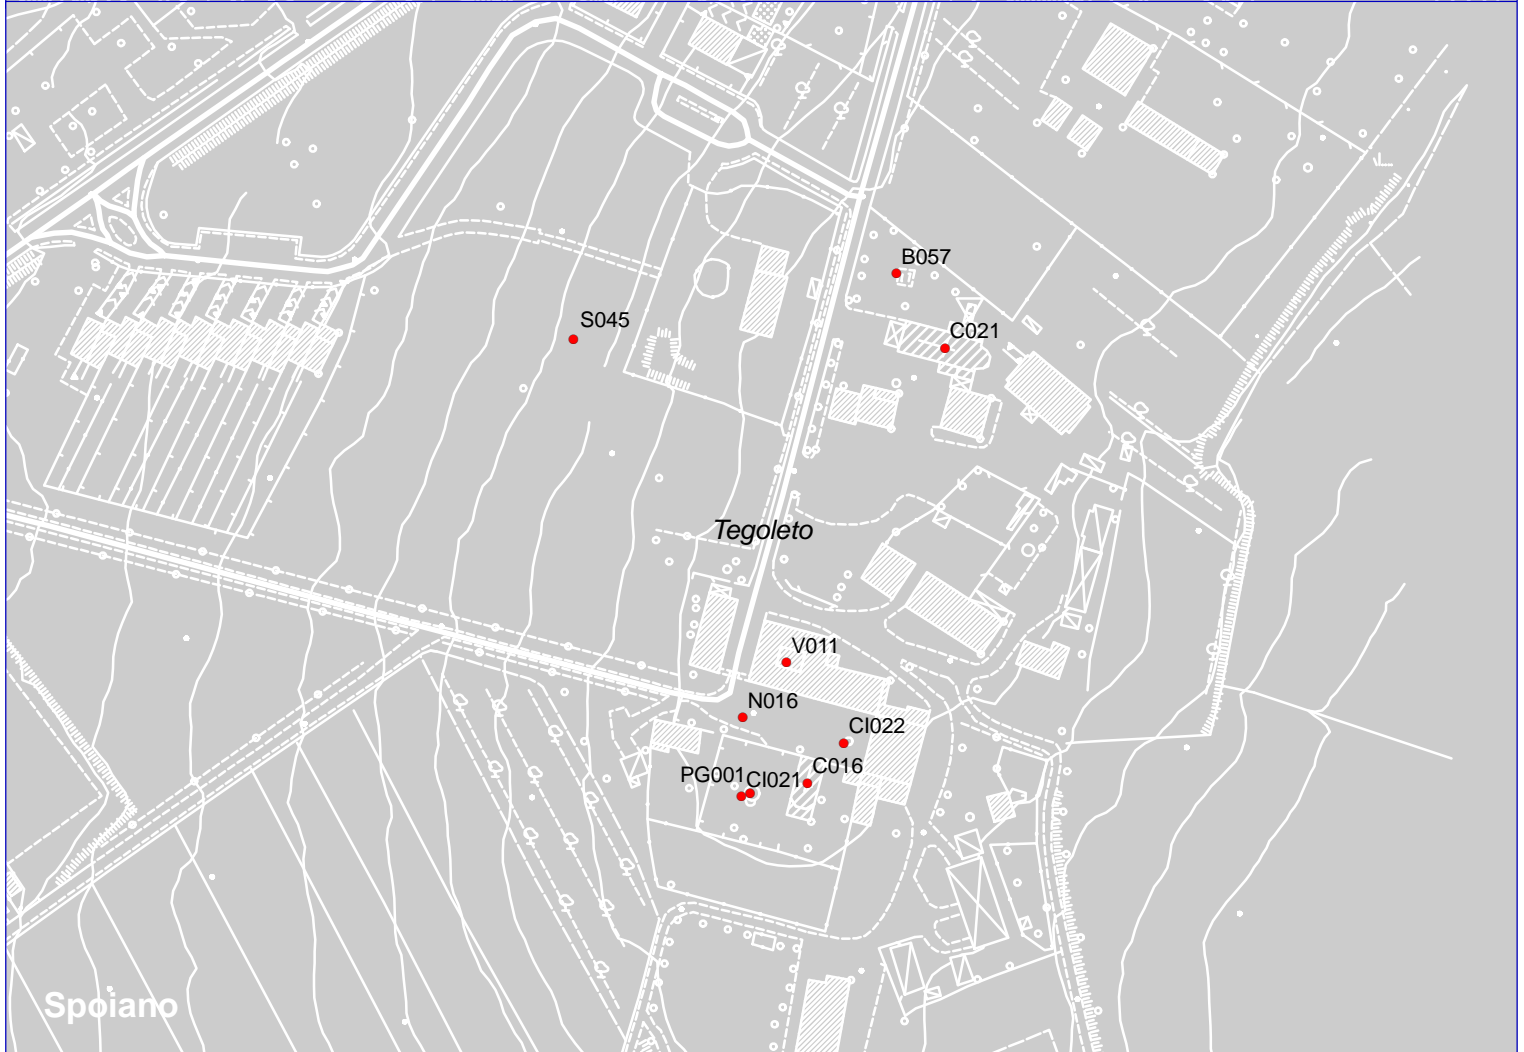 B057
S045
C021
Tegoleto
V011
N016
CI022
C016
PG001
CI021
Spoiano